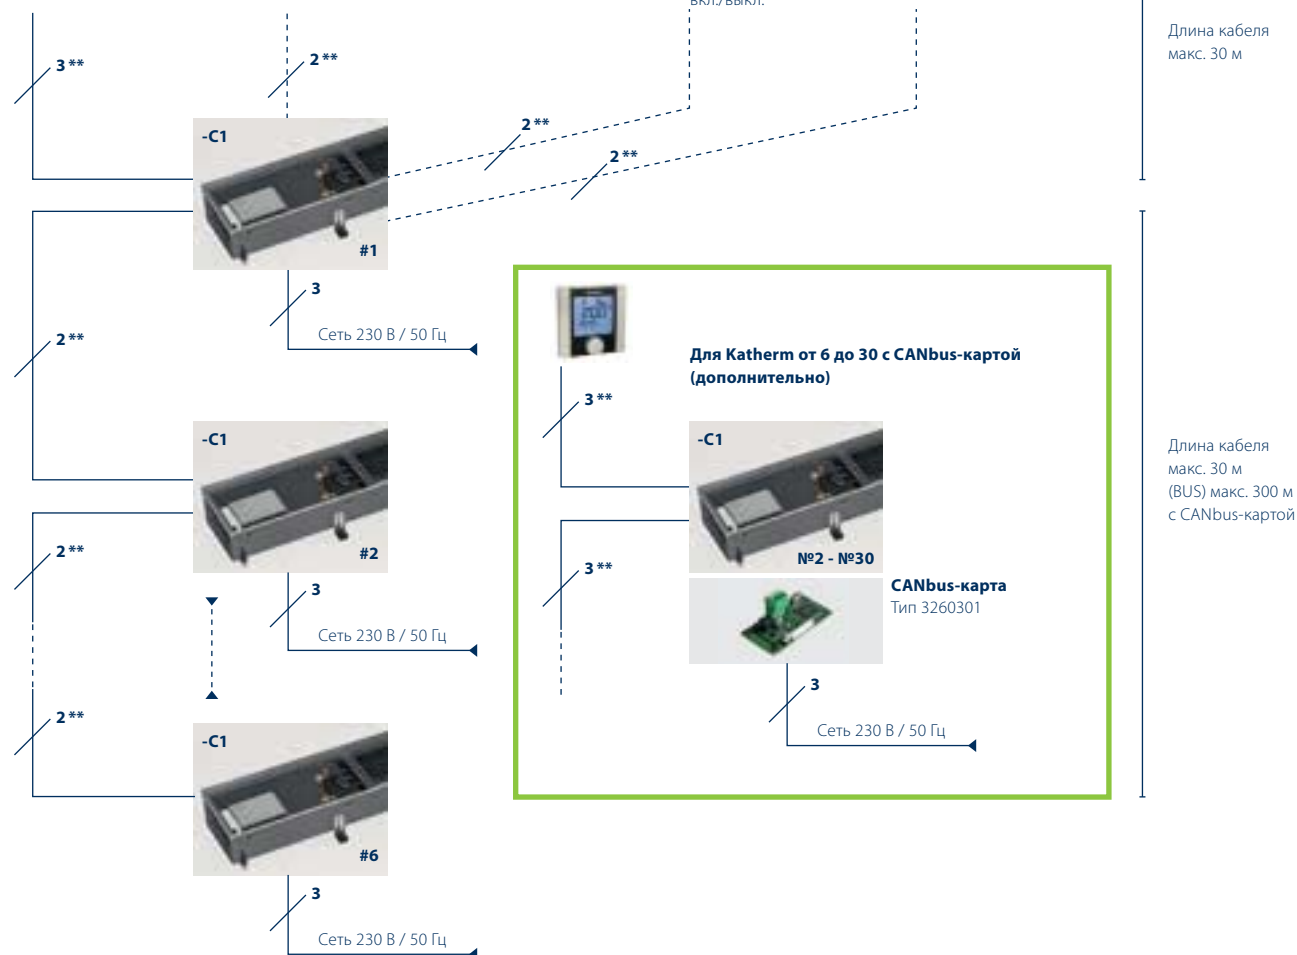 вкл./выкл.
Длина кабеля
макс. 30 м
3 **
2 **
2 **
2 **
-C1
#1
3
Сеть 230 В / 50 Гц
2 **
Для Katherm от 6 до 30 с CANbus-картой
(дополнительно)
3 **
-C1
#2
-C1
№2 - №30
Длина кабеля
макс. 30 м
(BUS) макс. 300 м
с CANbus-картой
2 **
3
Сеть 230 В / 50 Гц
3 **
CANbus-карта
Тип 3260301
3
Сеть 230 В / 50 Гц
2 **
-C1
#6
3
Сеть 230 В / 50 Гц